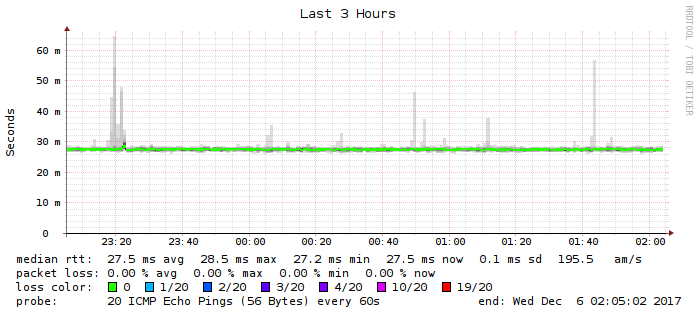 Last 3 Hours
RRDTOOL / TOBI OETIKER
Seconds
60 m
50 m
40 m
30 m
20 m
10 m
0
23:20 23:40 00:00 00:20 00:40 01:00 01:20 01:40 02:00
median rtt: 27.5 ms avg 28.5 ms max 27.2 ms min 27.5 ms now 0.1 ms sd 195.5 am/s
packet loss: 0.00 % avg 0.00 % max 0.00 % min 0.00 % now
loss color: 0 1/20 2/20 3/20 4/20 10/20 19/20
probe: 20 ICMP Echo Pings (56 Bytes) every 60s end: Wed Dec 6 02:05:02 2017